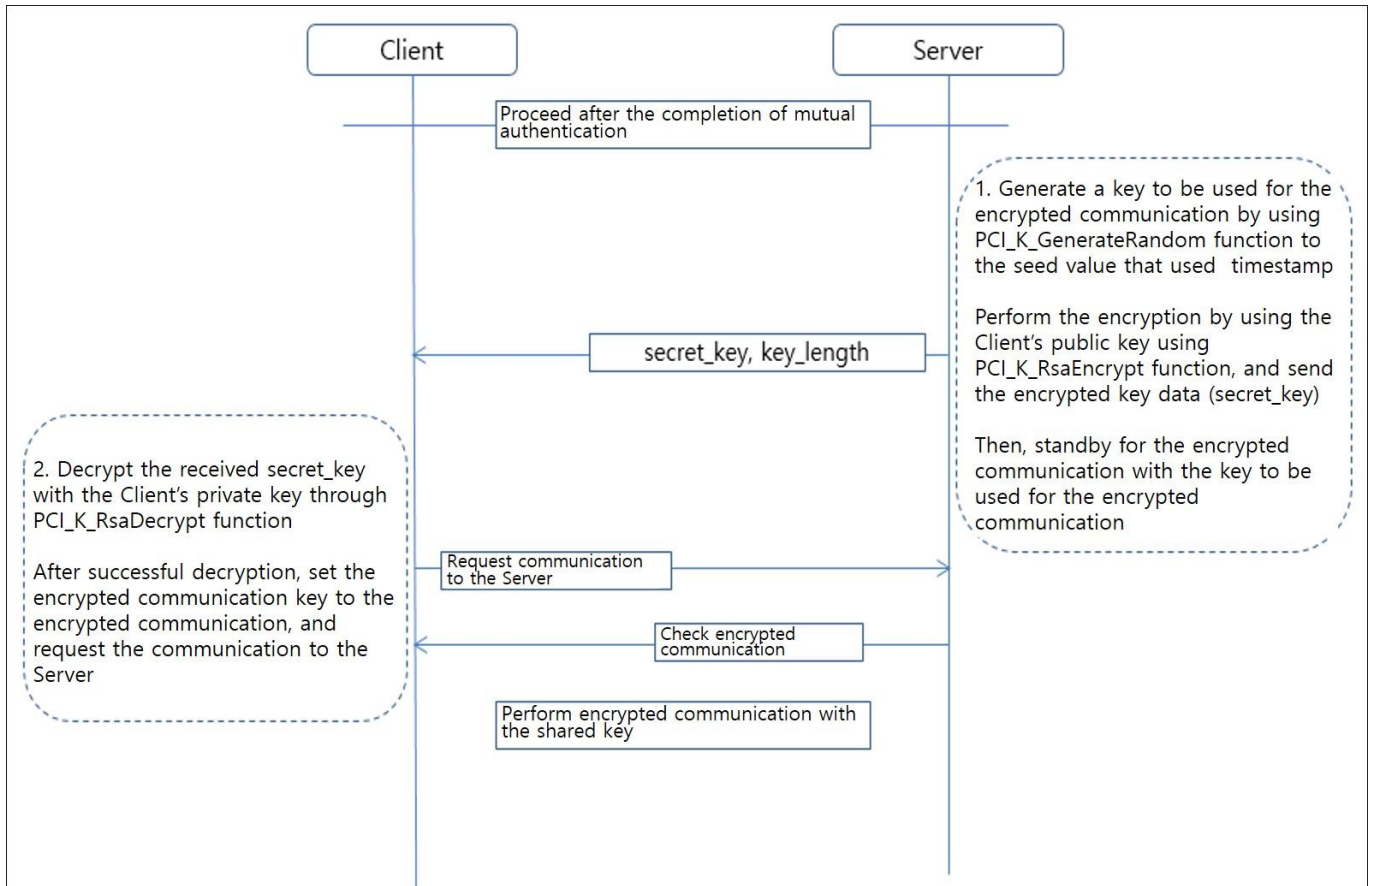 Client
Server
Proceed after the completion of mutual
authentication
1. Generate a key to be used for the
encrypted communication by using
PCI_K_GenerateRandom function to
the seed value that used timestamp
Perform the encryption by using the
Client's public key using
PCI_K_RsaEncrypt function, and send
the encrypted key data (secret_key)
Then, standby for the encrypted
communication with the key to be
used for the encrypted
communication
secret_key, key_length
2. Decrypt the received secret_key
with the Client's private key through
PCI_K_RsaDecrypt function
After successful decryption, set the
encrypted communication key to the
encrypted communication, and
request the communication to the
Server
Request communication
to the Server
Check encrypted
communication
Perform encrypted communication with
the shared key